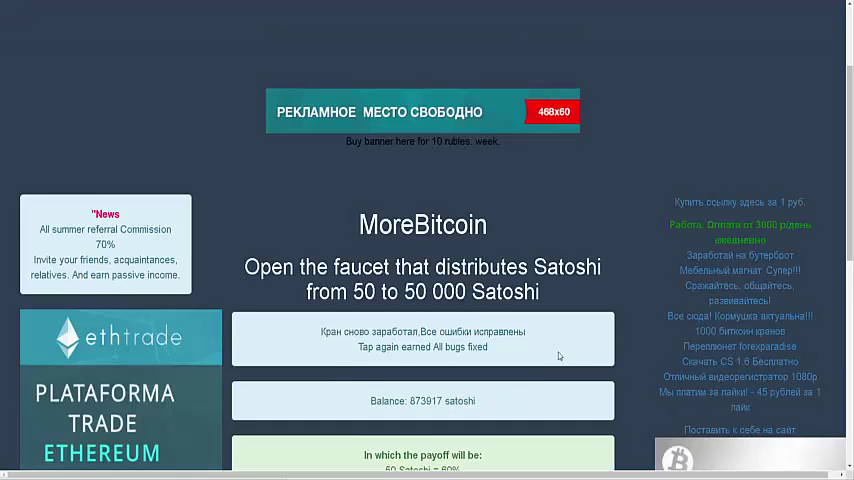 РЕКЛАМНОЕ МЕСТО СВОБОДНО
468x60
Buy banner here for 10 rubles. week.
"News
All summer referral Commission
70%
Invite your friends, acquaintances,
relatives. And earn passive income.
ethtrade
PLATAFORMA
TRADE
ETHEREUM
MoreBitcoin
Open the faucet that distributes Satoshi
from 50 to 50 000 Satoshi
Кран сново заработал,Все ошибки исправлены
Tap again earned All bugs fixed
Balance: 873917 satoshi
In which the payoff will be:
50 Satoshi = 60%
Купить ссылку здесь за 1 руб.
Работа. Оплата от 3000 р/день
ежедневно
Заработай на бутерброт
Мебельный магнат. Супер!!!
Сражайтесь, общайтесь,
развивайтесь!
Все сюда! Кормушка актуальна!!!
1000 биткоин кранов
Переплюнет forexparadise
Скачать CS 1.6 Бесплатно
Отличный видеорегистратор 1080p
Мы платим за лайки! - 45 рублей за 1
лайк
Поставить к себе на сайт